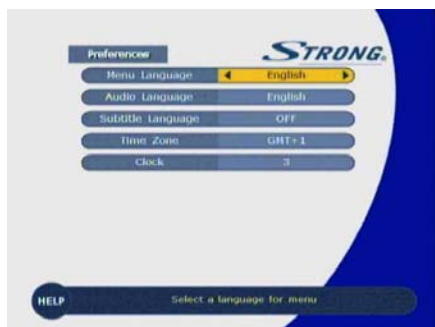 Preferences
STRONG.
Menu Language English
Audio Language English
Subtitle Language OFF
Time Zone GMT+1
Clock 3
HELP Select a language for menu